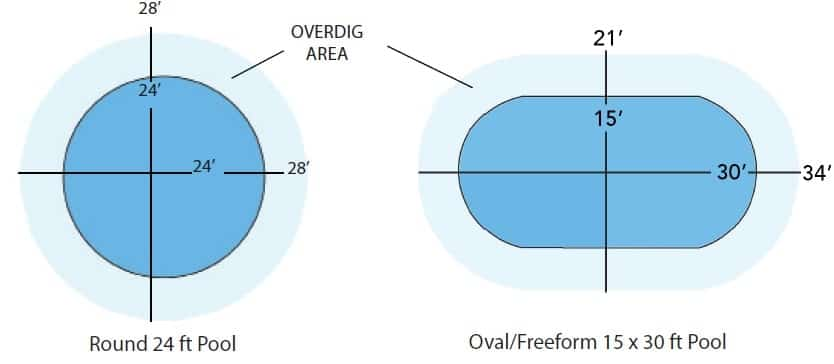 28′
OVERDIG
AREA
24′
24′
28′
Round 24 ft Pool
21′
15′
30′
34′
Oval/Freeform 15 x 30 ft Pool